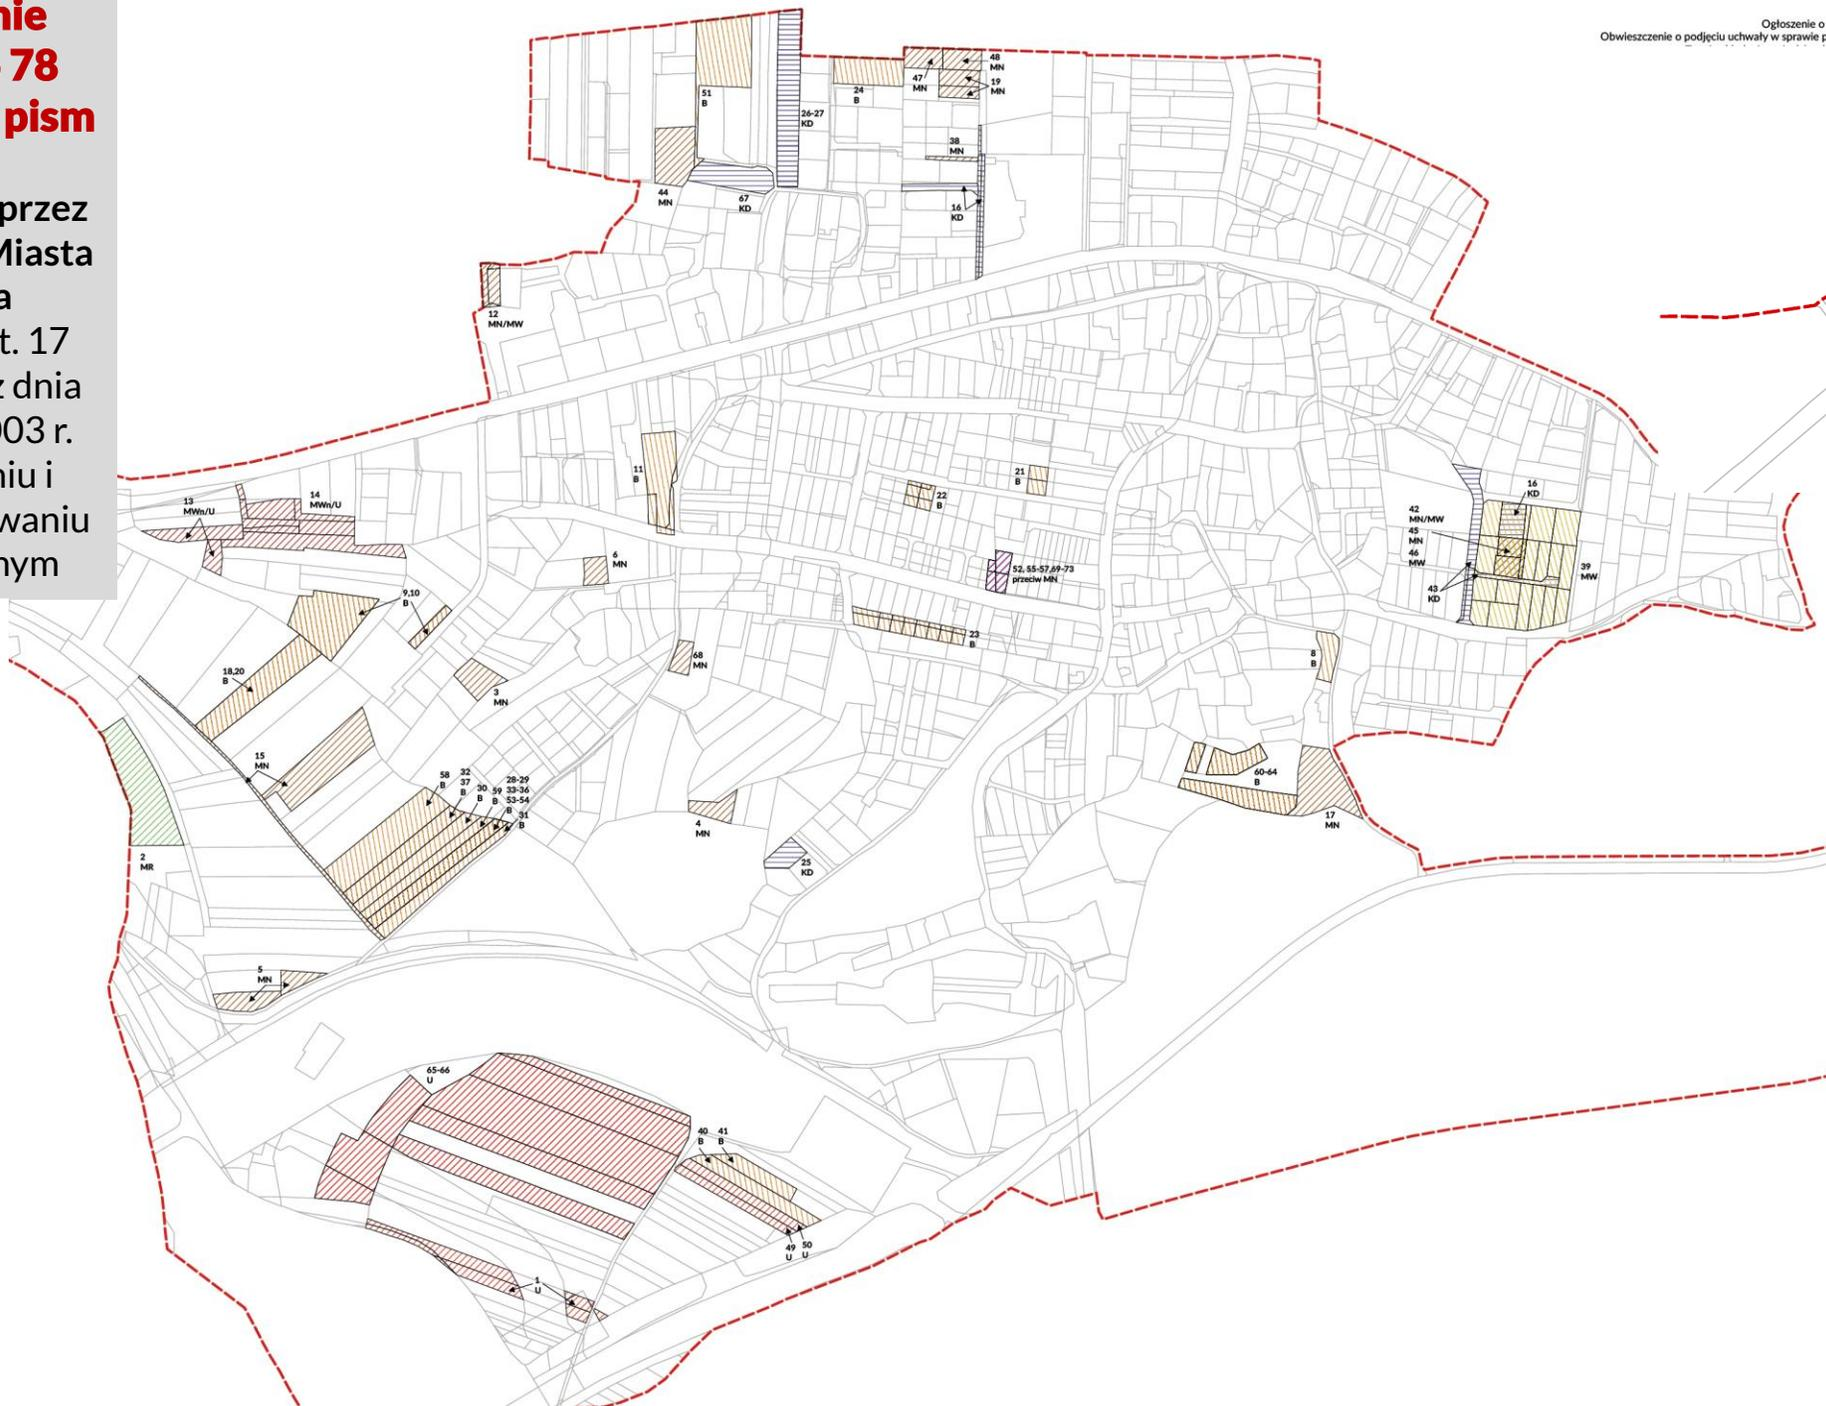 nie
78
pism
przez
Miasta
a
t. 17
z dnia
003 r.
niu i
waniu
nym
Ogłoszenie o
Obwieszczenie o podjęciu uchwały w sprawie p
48
MN
47
MN
19
MN
24
B
51
B
26-27
KD
38
MN
44
MN
67
KD
16
KD
12
MN/MW
11
B
21
B
22
B
14
MWn/U
13
MWn/U
16
KD
42
MN/MW
45
MN
46
MW
39
MW
43
KD
6
MN
52, 55-57,69-73
przeciw MN
9,10
B
23
B
68
MN
8
B
18,20
B
3
MN
15
MN
58
B
32
37
B
30
B
59
B
28-29
33-36
53-54
B
31
B
60-64
B
17
MN
4
MN
25
KD
2
MR
5
MN
65-66
U
40
B
41
B
49
U
50
U
1
U